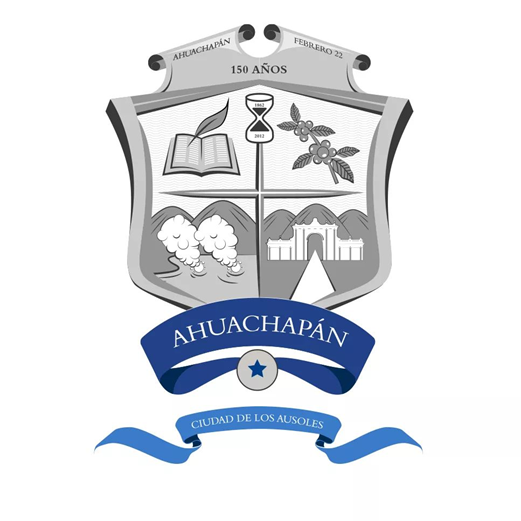 AHUACHAPÁN
FEBRERO 22
150 AÑOS
1862
2012
AHUACHAPÁN
CIUDAD DE LOS AUSOLES